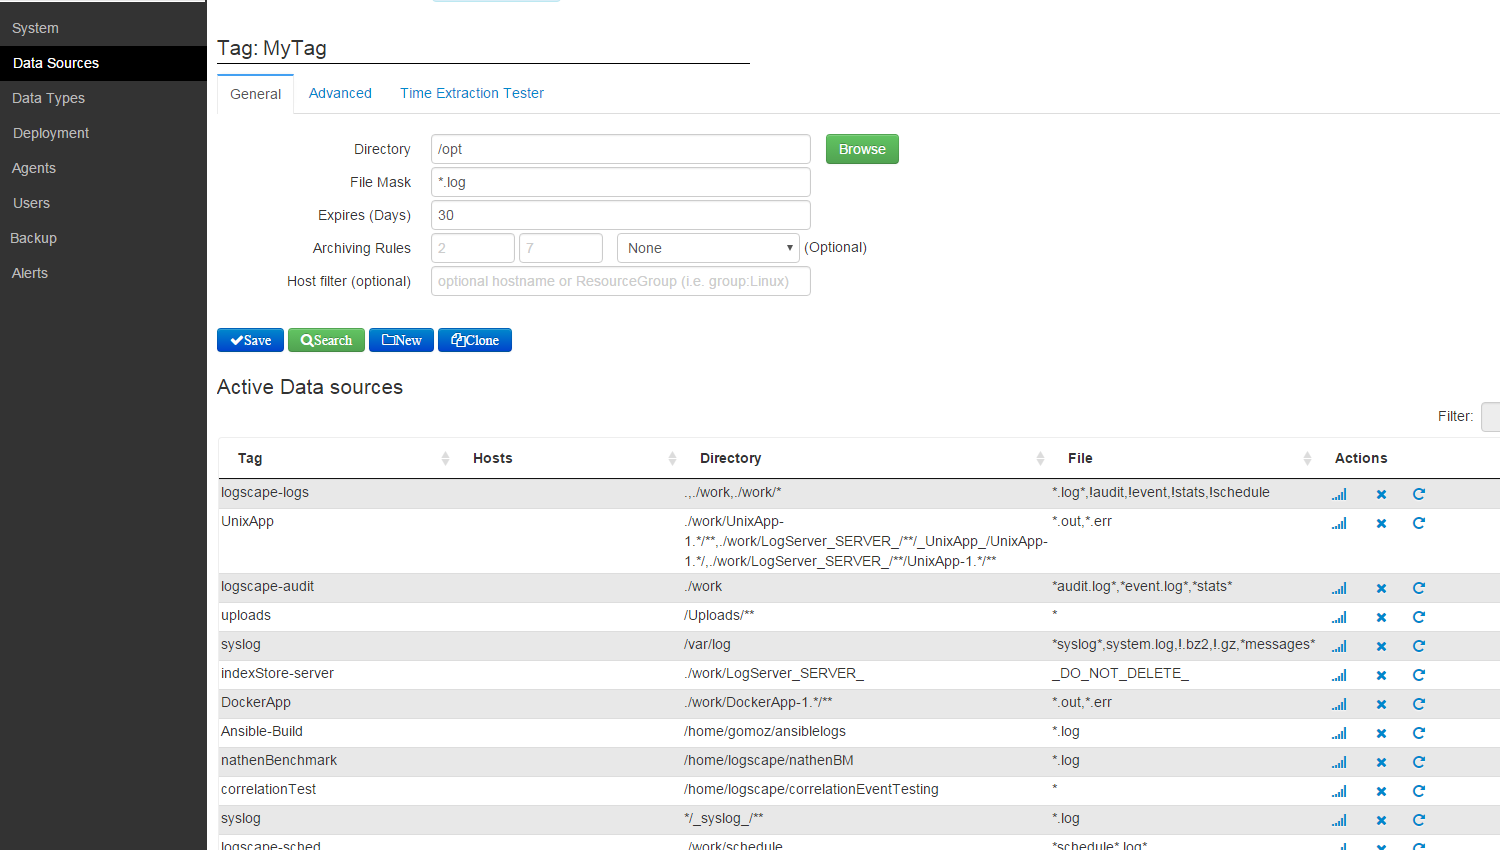 System
Data Sources
Data Types
Deployment
Agents
Users
Backup
Alerts
Tag: MyTag
General Advanced Time Extraction Tester
Directory /opt Browse
File Mask *.log
Expires (Days) 30
Archiving Rules 2 7 None (Optional)
Host filter (optional) optional hostname or ResourceGroup (i.e. group:Linux)
Save Search New Clone
Active Data sources
Filter:
Tag Hosts Directory File Actions
logscape-logs .,./work,./work/* *.log*,!audit,!event,!stats,!schedule
UnixApp ./work/UnixApp- *.out,*.err
1.*/**,./work/LogServer_SERVER_/**/_UnixApp_/UnixApp-
1.*/,./work/LogServer_SERVER_/**/UnixApp-1.*/**
logscape-audit ./work *audit.log*,*event.log*,*stats*
uploads /Uploads/** *
syslog /var/log *syslog*,system.log,!.bz2,!.gz,*messages*
indexStore-server ./work/LogServer_SERVER_ _DO_NOT_DELETE_
DockerApp ./work/DockerApp-1.*/** *.out,*.err
Ansible-Build /home/gomoz/ansiblelogs *.log
nathenBenchmark /home/logscape/nathenBM *.log
correlationTest /home/logscape/correlationEventTesting *
syslog */_syslog_/** *.log
logscape-sched ./work/schedule *schedule*.log*